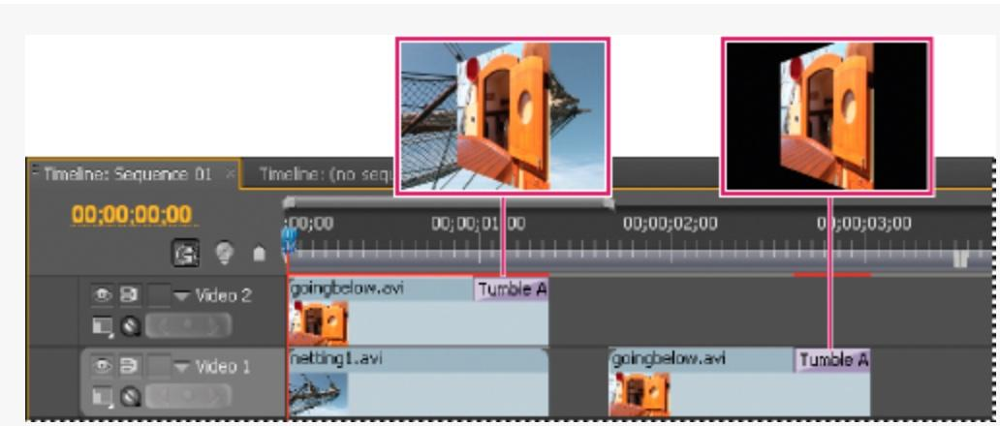 Timeline: Sequence 01 × Timeline: (no sequ
00;00;00;00
;00;00 00;00;01;00 00;00;02;00 00;00;03;00
Video 2
goingbelow.avi Tumble A
Video 1
netting1.avi goingbelow.avi Tumble A